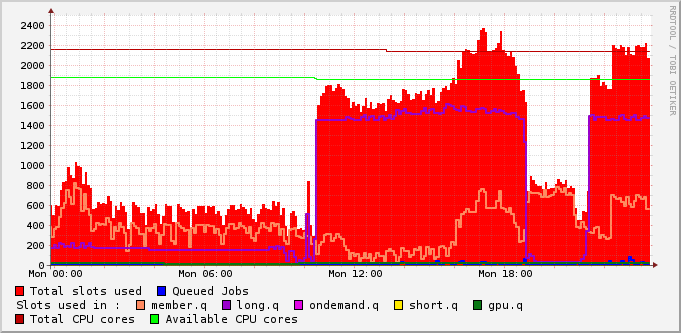 RRDTOOL / TOBI OETIKER
2400
2200
2000
1800
1600
1400
1200
1000
800
600
400
200
0
Mon 00:00 Mon 06:00 Mon 12:00 Mon 18:00
Total slots used Queued Jobs
Slots used in : member.q long.q ondemand.q short.q gpu.q
Total CPU cores Available CPU cores